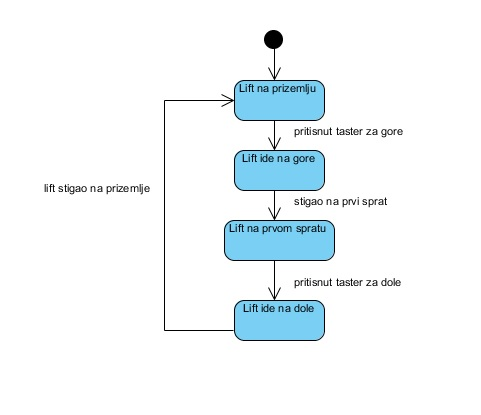 Lift na prizemlju
pritisnut taster za gore
Lift ide na gore
lift stigao na prizemlje
stigao na prvi sprat
Lift na prvom spratu
pritisnut taster za dole
Lift ide na dole